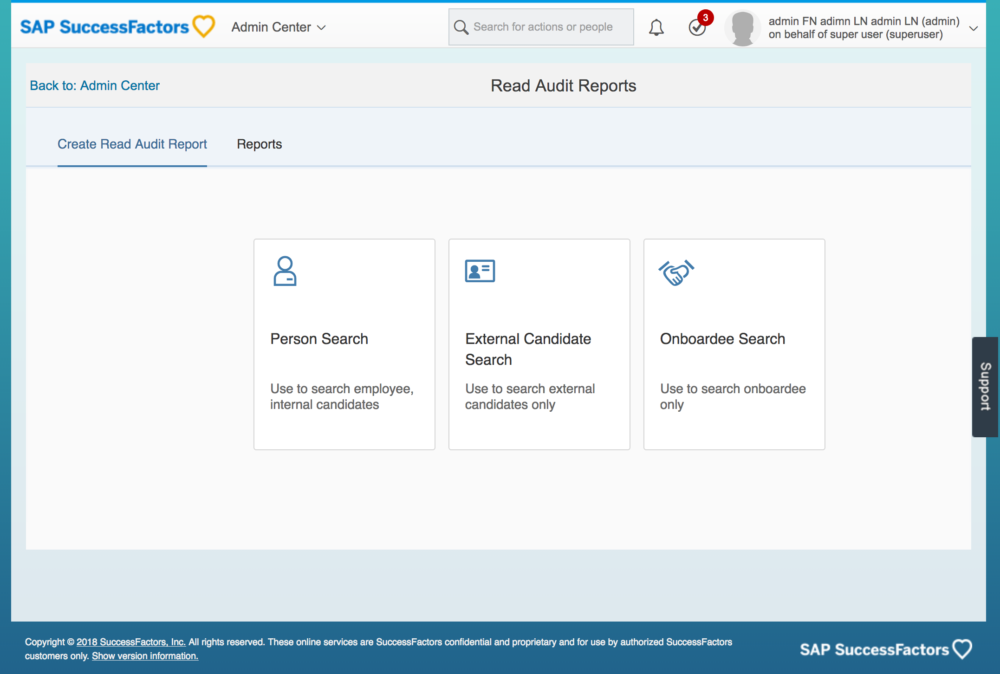 SAP SuccessFactors
Admin Center
Search for actions or people
3
admin FN adimn LN admin LN (admin)
on behalf of super user (superuser)
Back to: Admin Center
Read Audit Reports
Create Read Audit Report
Reports
Person Search
Use to search employee,
internal candidates
External Candidate
Search
Use to search external
candidates only
Onboardee Search
Use to search onboardee
only
Support
Copyright © 2018 SuccessFactors, Inc. All rights reserved. These online services are SuccessFactors confidential and proprietary and for use by authorized SuccessFactors
customers only. Show version information.
SAP SuccessFactors